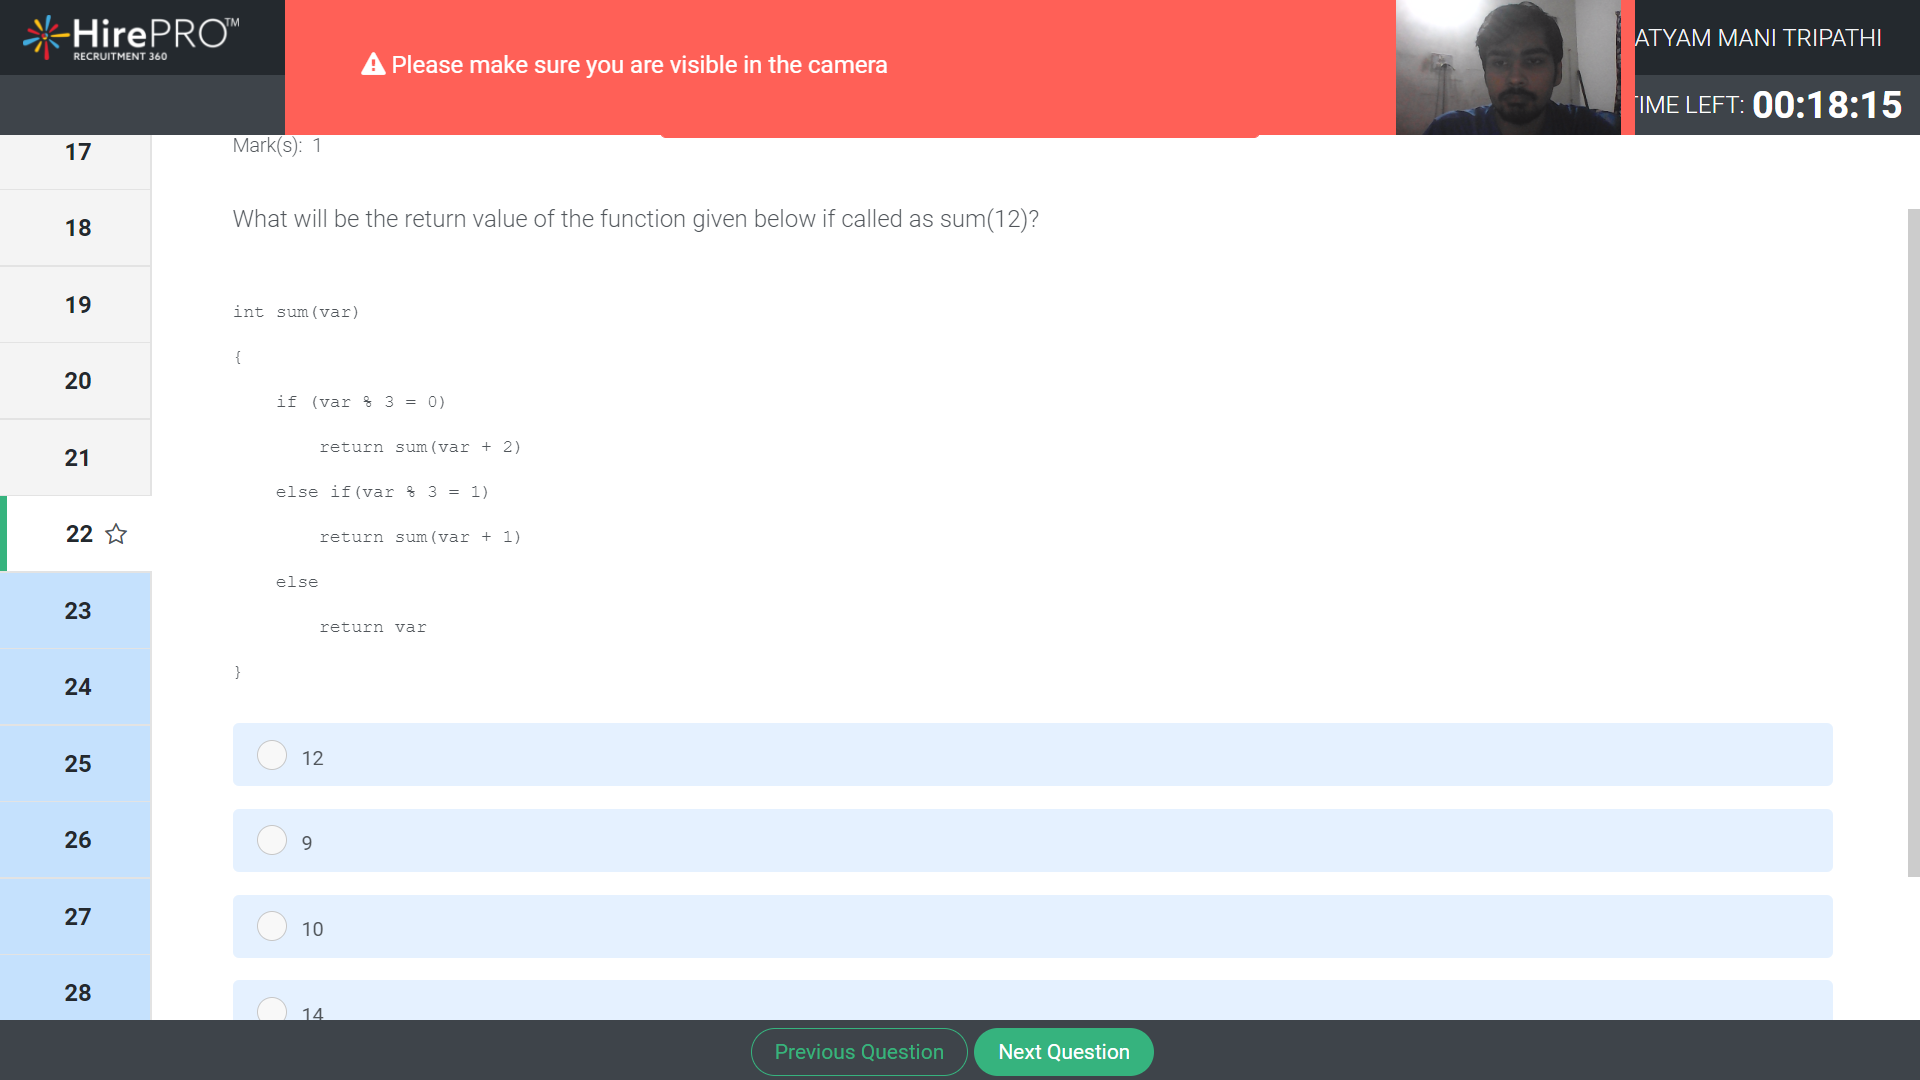 HirePRO™
RECRUITMENT 360
Please make sure you are visible in the camera
ATYAM MANI TRIPATHI
TIME LEFT: 00:18:15
Mark(s): 1
17
18
19
20
21
22
23
24
25
26
27
28
What will be the return value of the function given below if called as sum(12)?
int sum(var)
{
if (var % 3 = 0)
return sum(var + 2)
else if(var % 3 = 1)
return sum(var + 1)
else
return var
}
12
9
10
14
Previous Question
Next Question